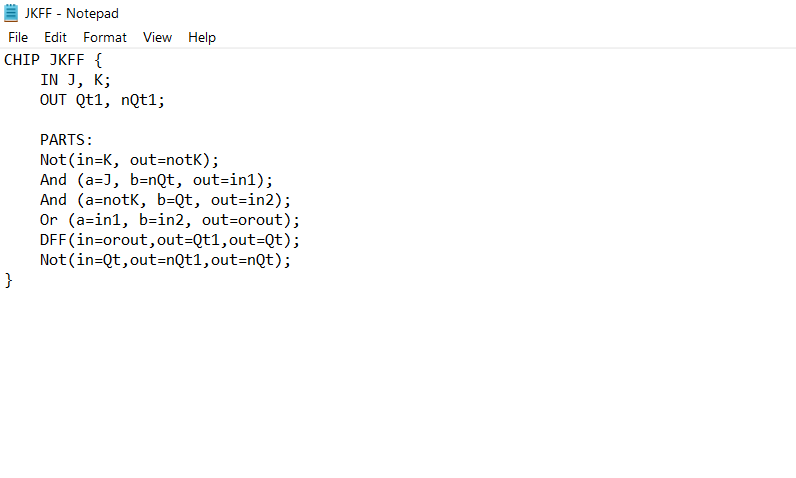 JKFF - Notepad
File Edit Format View Help
CHIP JKFF {
    IN J, K;
    OUT Qt1, nQt1;

    PARTS:
    Not(in=K, out=notK);
    And (a=J, b=nQt, out=in1);
    And (a=notK, b=Qt, out=in2);
    Or (a=in1, b=in2, out=orout);
    DFF(in=orout,out=Qt1,out=Qt);
    Not(in=Qt,out=nQt1,out=nQt);
}